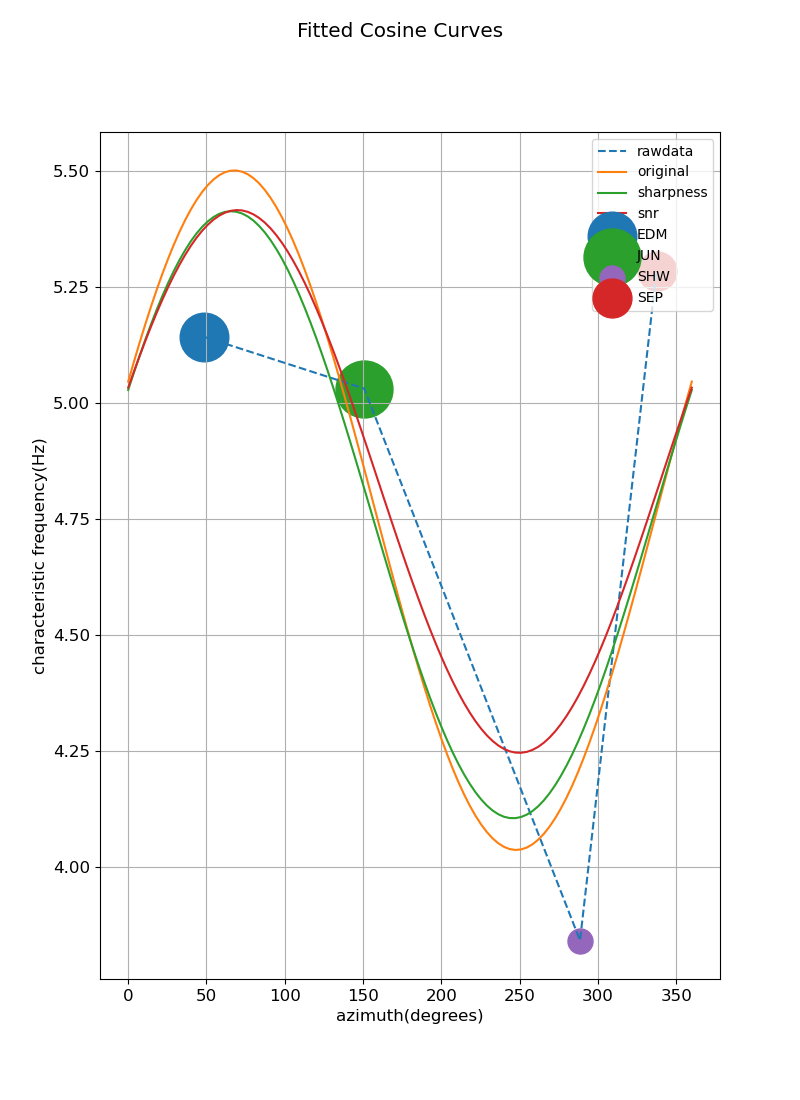 Fitted Cosine Curves
rawdata
original
sharpness
snr
EDM
JUN
SHW
SEP
5.50
5.25
5.00
4.75
4.50
4.25
4.00
characteristic frequency(Hz)
0 50 100 150 200 250 300 350
azimuth(degrees)